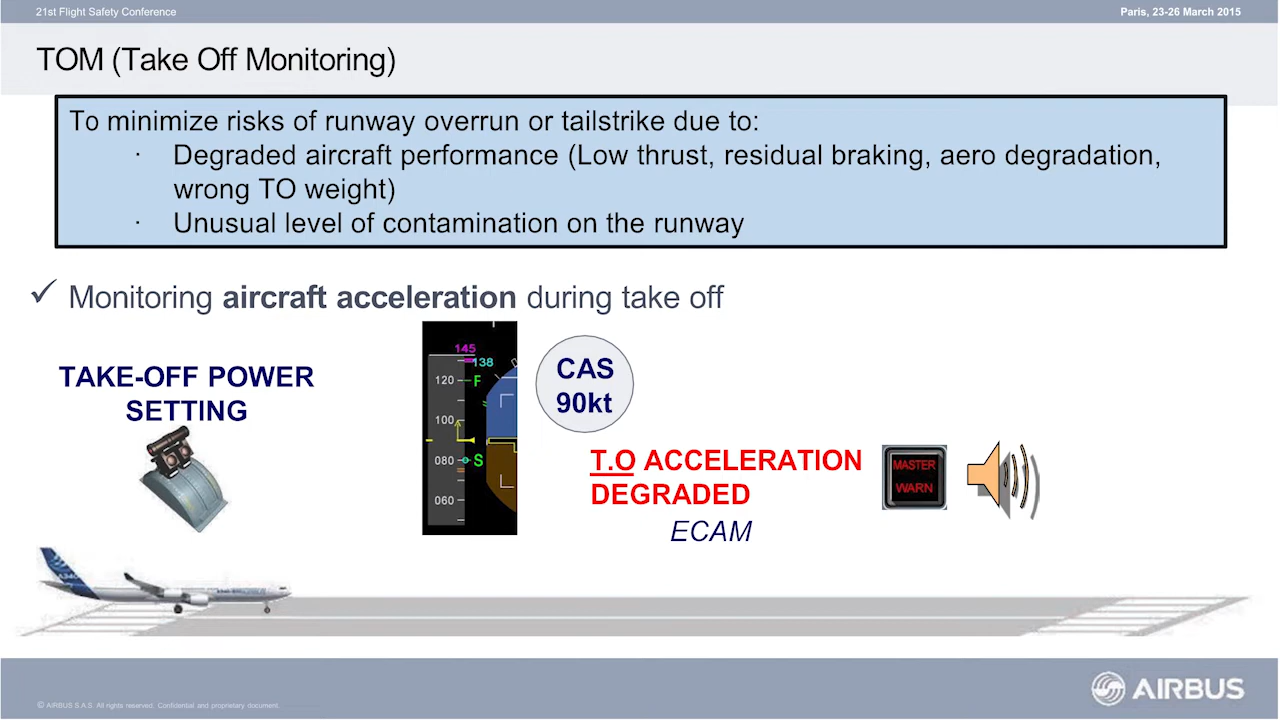 21st Flight Safety Conference
Paris, 23-26 March 2015
TOM (Take Off Monitoring)
To minimize risks of runway overrun or tailstrike due to:
· Degraded aircraft performance (Low thrust, residual braking, aero degradation,
wrong TO weight)
· Unusual level of contamination on the runway
✓ Monitoring aircraft acceleration during take off
TAKE-OFF POWER
SETTING
145
138
120
F
100
080
S
060
CAS
90kt
T.O ACCELERATION
DEGRADED
ECAM
MASTER
WARN
A340
© AIRBUS S.A.S. All rights reserved. Confidential and proprietary document.
AIRBUS